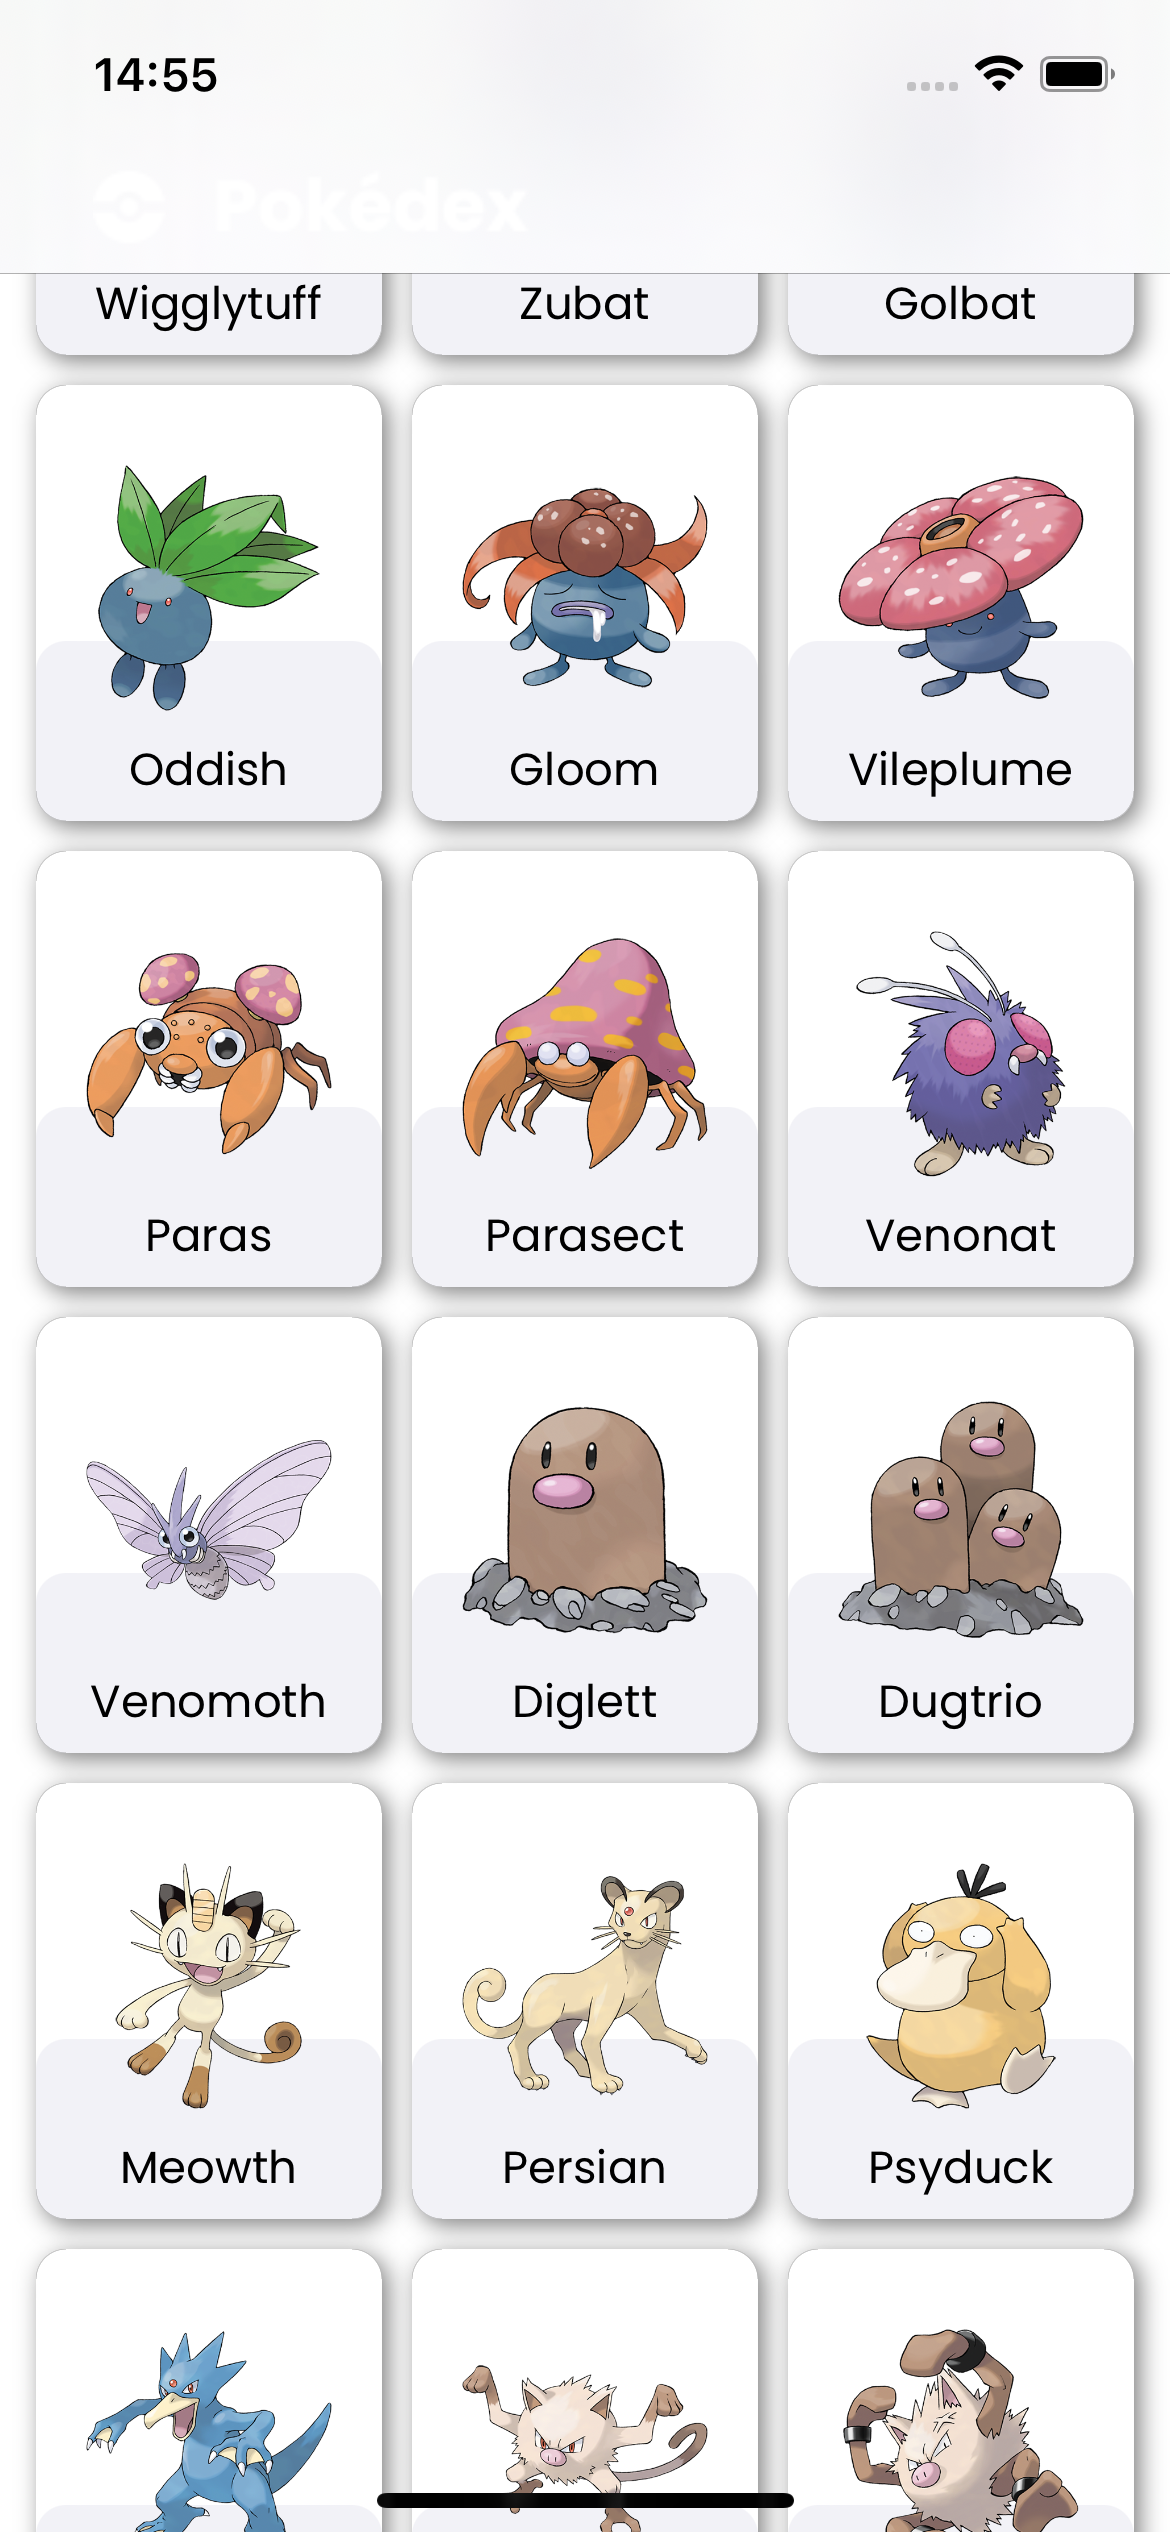 14:55
Pokédex
Wigglytuff Zubat Golbat
Oddish Gloom Vileplume
Paras Parasect Venonat
Venomoth Diglett Dugtrio
Meowth Persian Psyduck